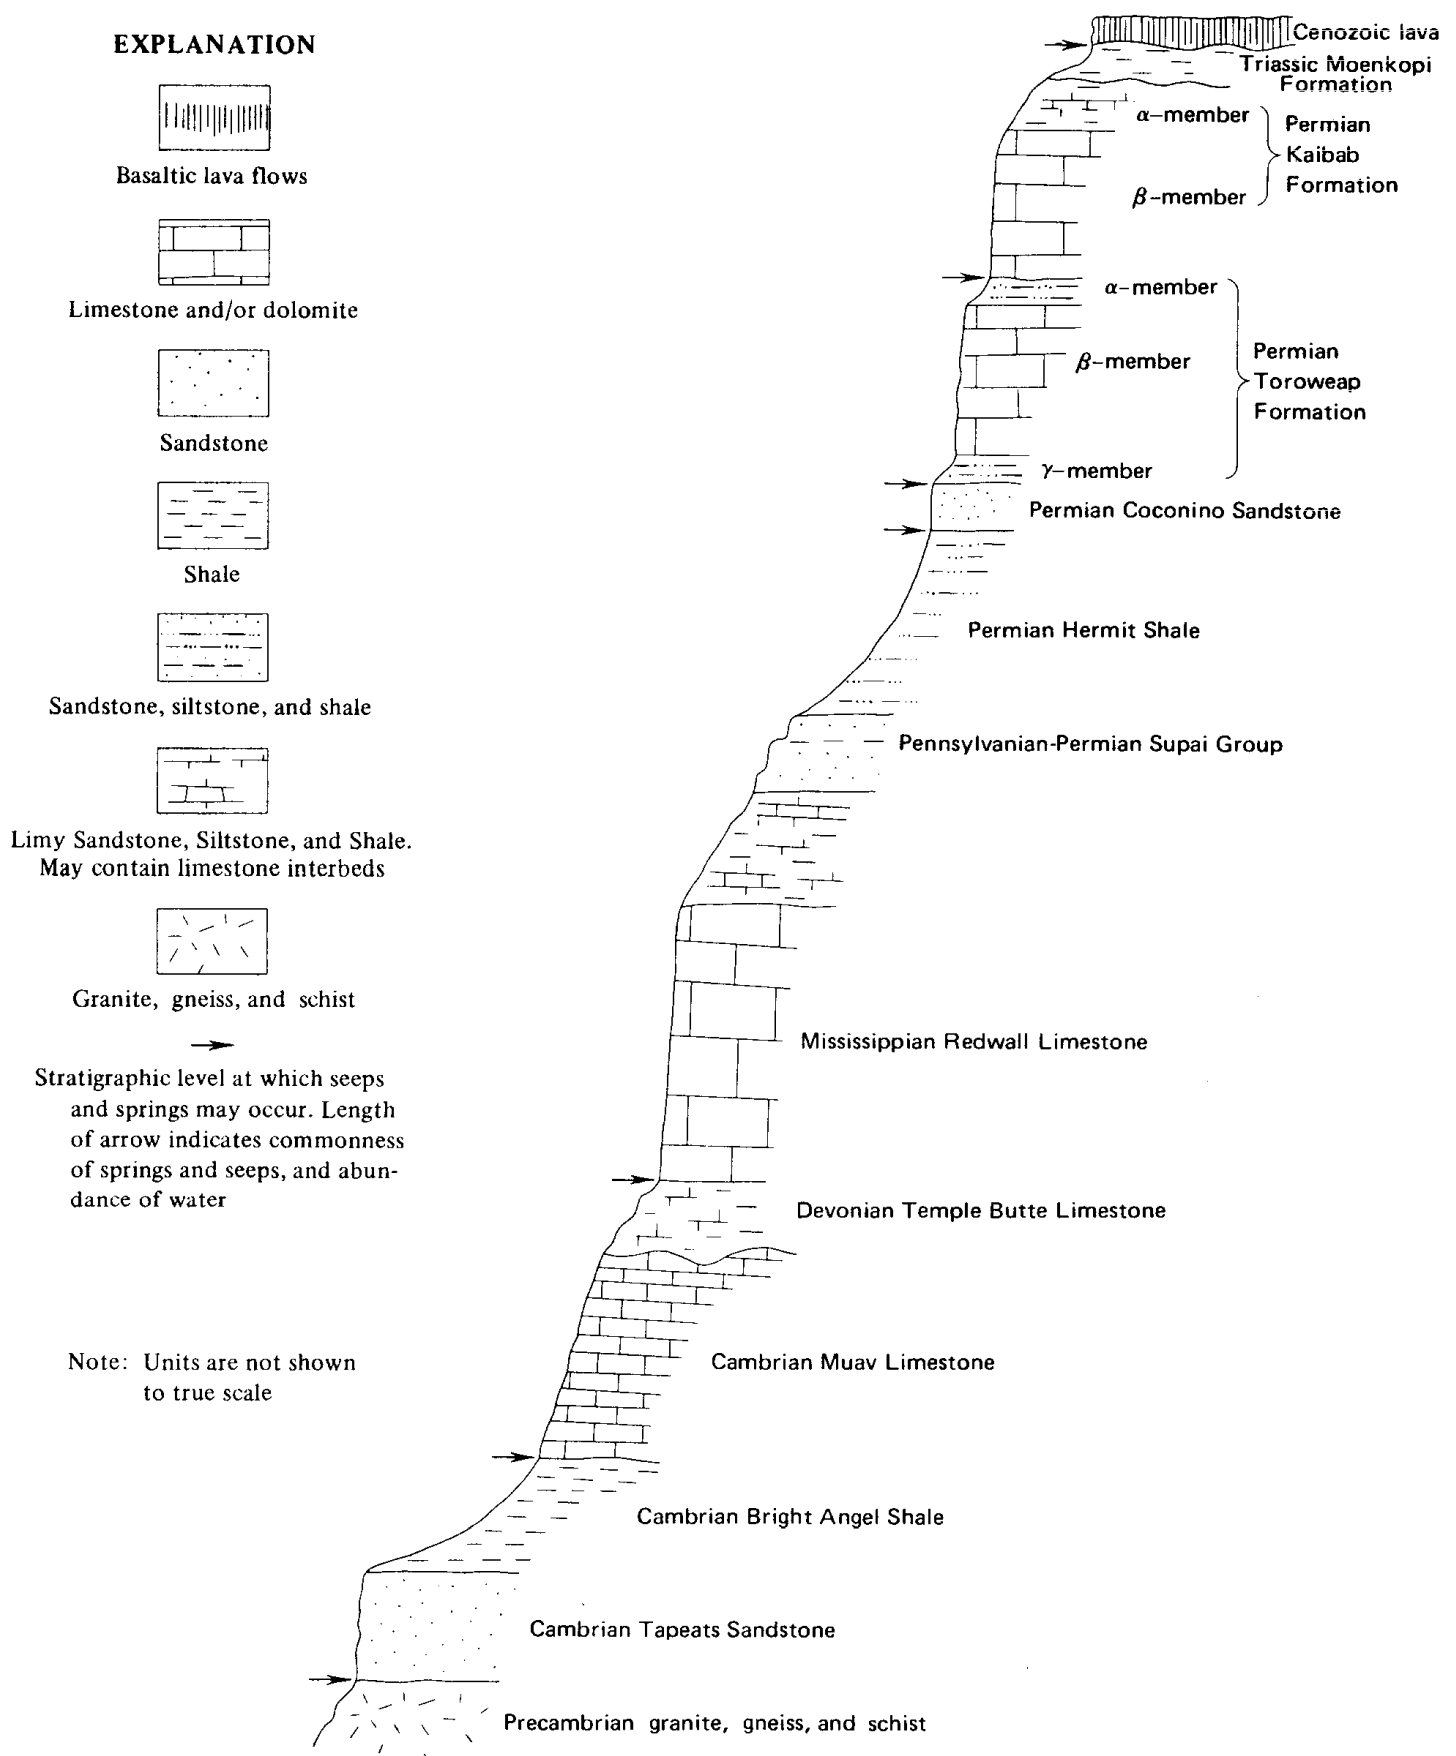 EXPLANATION
Basaltic lava flows
Limestone and/or dolomite
Sandstone
Shale
Sandstone, siltstone, and shale
Limy Sandstone, Siltstone, and Shale.
May contain limestone interbeds
Granite, gneiss, and schist
Stratigraphic level at which seeps
and springs may occur. Length
of arrow indicates commonness
of springs and seeps, and abun-
dance of water
Note: Units are not shown
to true scale
Cenozoic lava
Triassic Moenkopi
Formation
α-member
β-member
Permian
Kaibab
Formation
α-member
β-member
γ-member
Permian
Toroweap
Formation
Permian Coconino Sandstone
Permian Hermit Shale
Pennsylvanian-Permian Supai Group
Mississippian Redwall Limestone
Devonian Temple Butte Limestone
Cambrian Muav Limestone
Cambrian Bright Angel Shale
Cambrian Tapeats Sandstone
Precambrian granite, gneiss, and schist